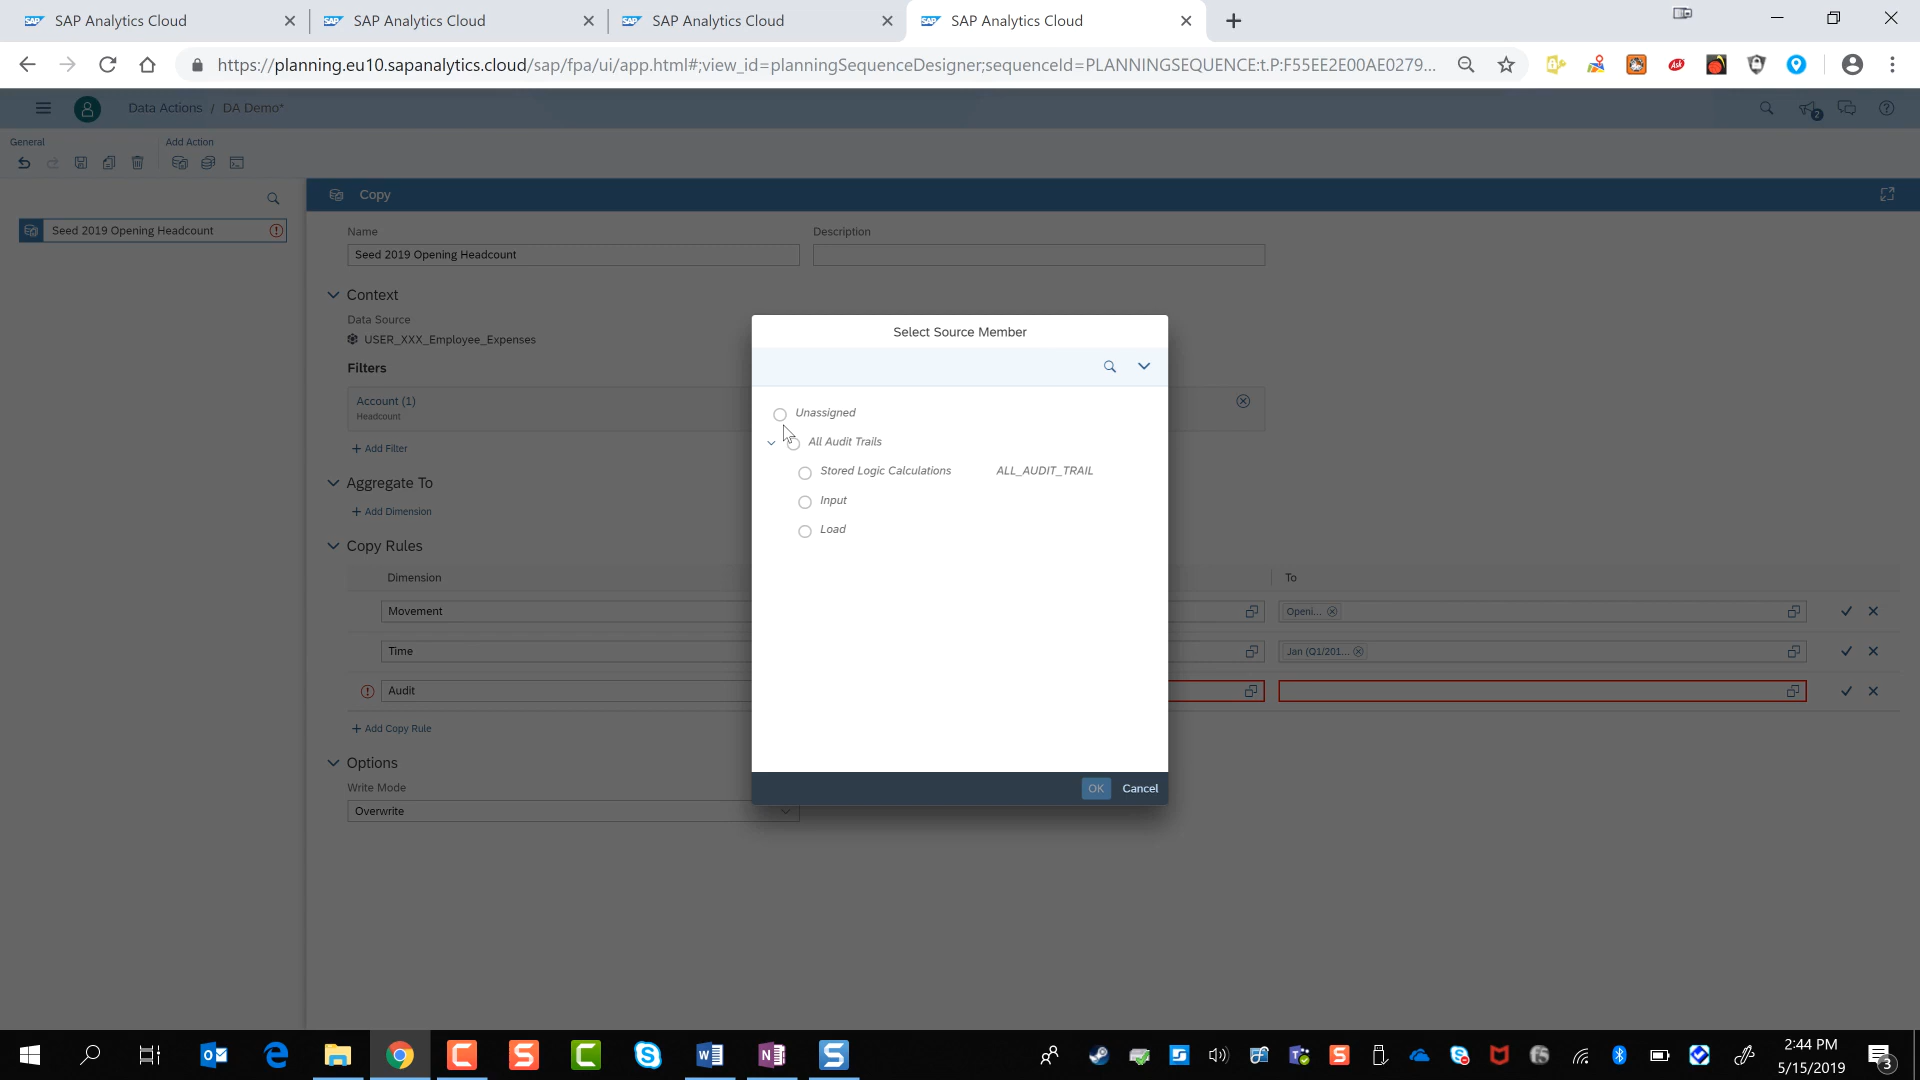 SAP Analytics Cloud
SAP Analytics Cloud
SAP Analytics Cloud
SAP Analytics Cloud
https://planning.eu10.sapanalytics.cloud/sap/fpa/ui/app.html#;view_id=planningSequenceDesigner;sequenceId=PLANNINGSEQUENCE:t.P:F55EE2E00AE0279...
Data Actions / DA Demo*
2
General
Add Action
Copy
Seed 2019 Opening Headcount
Name
Description
Seed 2019 Opening Headcount
Context
Data Source
USER_XXX_Employee_Expenses
Filters
Account (1)
Headcount
+ Add Filter
Aggregate To
+ Add Dimension
Copy Rules
Dimension
To
Movement
Openi...
Time
Jan (Q1/201...
Audit
+ Add Copy Rule
Options
Write Mode
Overwrite
Select Source Member
Unassigned
All Audit Trails
Stored Logic Calculations ALL_AUDIT_TRAIL
Input
Load
OK Cancel
2:44 PM
5/15/2019
3